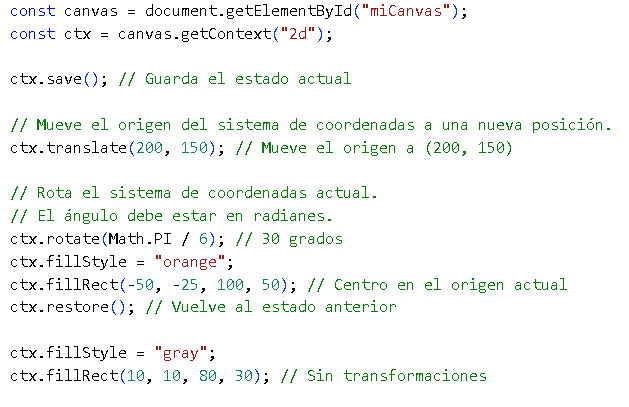 const canvas = document.getElementById("miCanvas");
const ctx = canvas.getContext("2d");

ctx.save(); // Guarda el estado actual

// Mueve el origen del sistema de coordenadas a una nueva posición.
ctx.translate(200, 150); // Mueve el origen a (200, 150)

// Rota el sistema de coordenadas actual.
// El ángulo debe estar en radianes.
ctx.rotate(Math.PI / 6); // 30 grados
ctx.fillStyle = "orange";
ctx.fillRect(-50, -25, 100, 50); // Centro en el origen actual
ctx.restore(); // Vuelve al estado anterior

ctx.fillStyle = "gray";
ctx.fillRect(10, 10, 80, 30); // Sin transformaciones